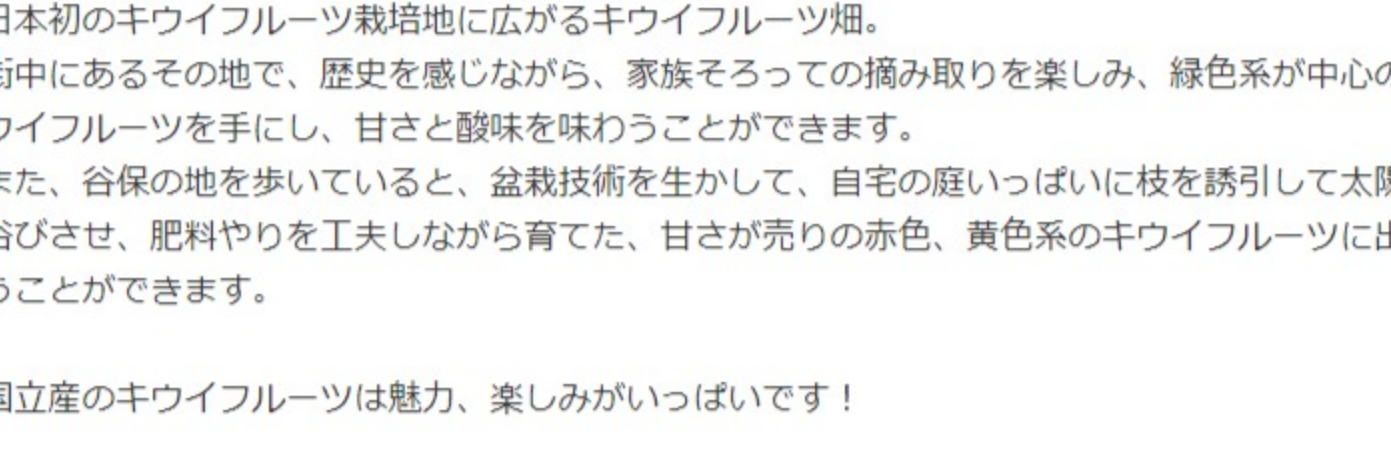 日本初のキウイフルーツ栽培地に広がるキウイフルーツ畑。
街中にあるその地で、歴史を感じながら、家族そろっての摘み取りを楽しみ、緑色系が中心の
ウイフルーツを手にし、甘さと酸味を味わうことができます。
また、谷保の地を歩いていると、盆栽技術を生かして、自宅の庭いっぱいに枝を誘引して太陽
浴びさせ、肥料やりを工夫しながら育てた、甘さが売りの赤色、黄色系のキウイフルーツに出
うことができます。
国立産のキウイフルーツは魅力、楽しみがいっぱいです！